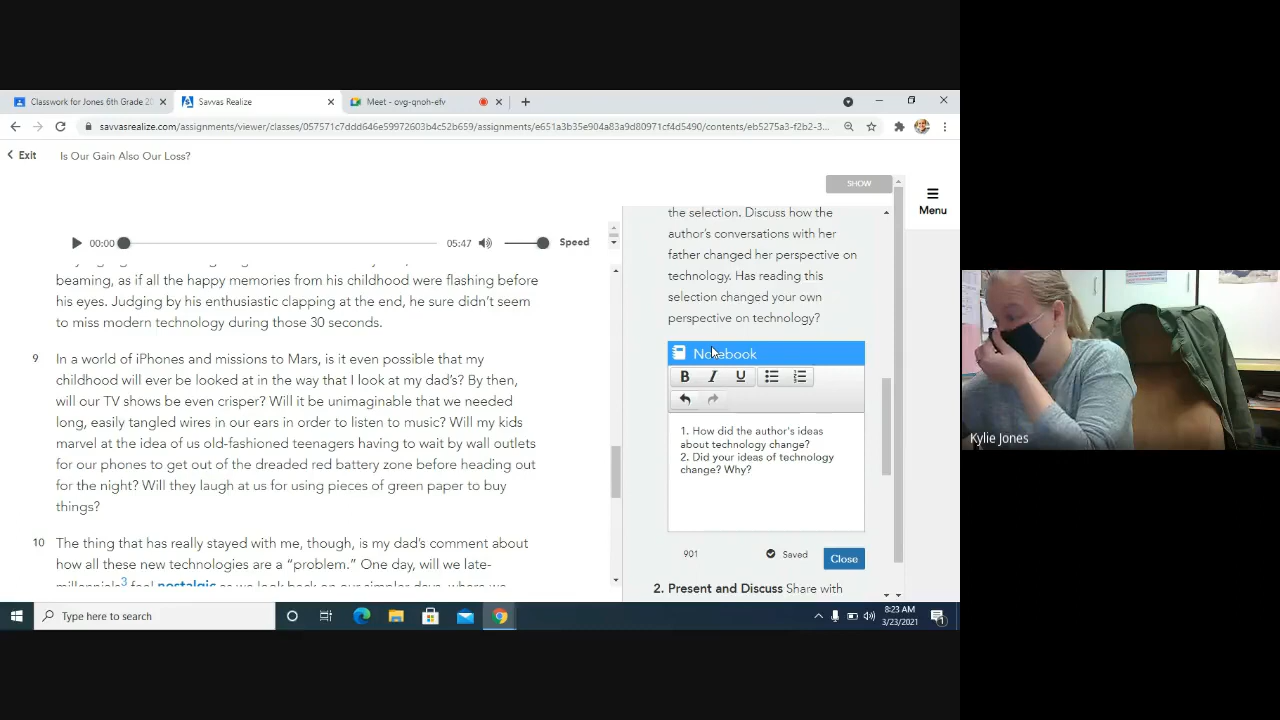 Classwork for Jones 6th Grade 20
Savvas Realize
Meet - ovg-qnoh-efv
savvasrealize.com/assignments/viewer/classes/057571c7ddd646e59972603b4c52b659/assignments/e651a3b35e904a83a9d80971cf4d5490/contents/eb5275a3-f2b2-3...
Exit
Is Our Gain Also Our Loss?
SHOW
Menu
00:00
05:47
Speed
beaming, as if all the happy memories from his childhood were flashing before
his eyes. Judging by his enthusiastic clapping at the end, he sure didn't seem
to miss modern technology during those 30 seconds.
9 In a world of iPhones and missions to Mars, is it even possible that my
childhood will ever be looked at in the way that I look at my dad's? By then,
will our TV shows be even crisper? Will it be unimaginable that we needed
long, easily tangled wires in our ears in order to listen to music? Will my kids
marvel at the idea of us old-fashioned teenagers having to wait by wall outlets
for our phones to get out of the dreaded red battery zone before heading out
for the night? Will they laugh at us for using pieces of green paper to buy
things?
10 The thing that has really stayed with me, though, is my dad's comment about
how all these new technologies are a "problem." One day, will we late-
millennials3 feel nostalgic as we look back on our simpler days, where we
the selection. Discuss how the
author's conversations with her
father changed her perspective on
technology. Has reading this
selection changed your own
perspective on technology?
Notebook
B I U
1. How did the author's ideas
about technology change?
2. Did your ideas of technology
change? Why?
901
Saved
Close
2. Present and Discuss Share with
Kylie Jones
Type here to search
8:23 AM
3/23/2021
1